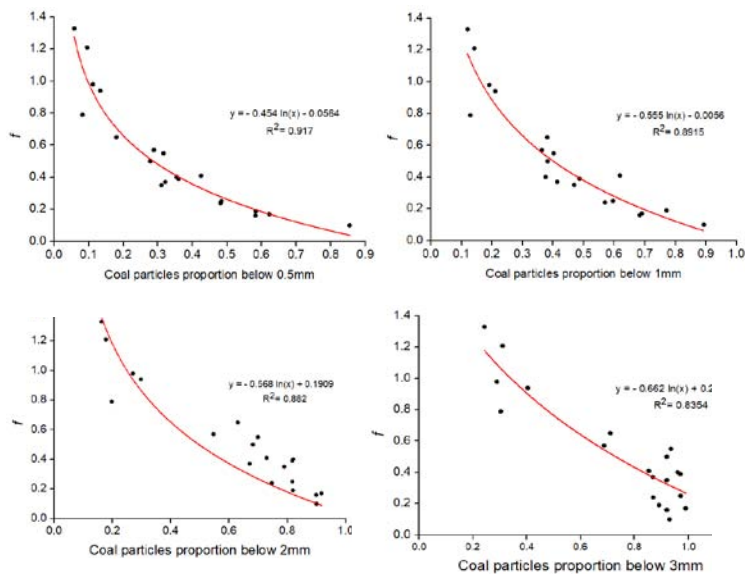 1.4
1.2
1.0
0.8
0.6
0.4
0.2
0.0
f
y = - 0.454 ln(x) - 0.0564
R2= 0.917
0.0 0.1 0.2 0.3 0.4 0.5 0.6 0.7 0.8 0.9
Coal particles proportion below 0.5mm
1.4
1.2
1.0
0.8
0.6
0.4
0.2
0.0
f
y = - 0.555 ln(x) - 0.0056
R2= 0.8915
0.0 0.1 0.2 0.3 0.4 0.5 0.6 0.7 0.8 0.9 1.0
Coal particles proportion below 1mm
1.2
1.0
0.8
0.6
0.4
0.2
0.0
f
y = - 0.568 ln(x) + 0.1909
R2= 0.882
0.0 0.2 0.4 0.6 0.8 1.0
Coal particles proportion below 2mm
1.4
1.2
1.0
0.8
0.6
0.4
0.2
0.0
f
y = - 0.662 ln(x) + 0.2
R2= 0.8354
0.0 0.2 0.4 0.6 0.8 1.0
Coal particles proportion below 3mm